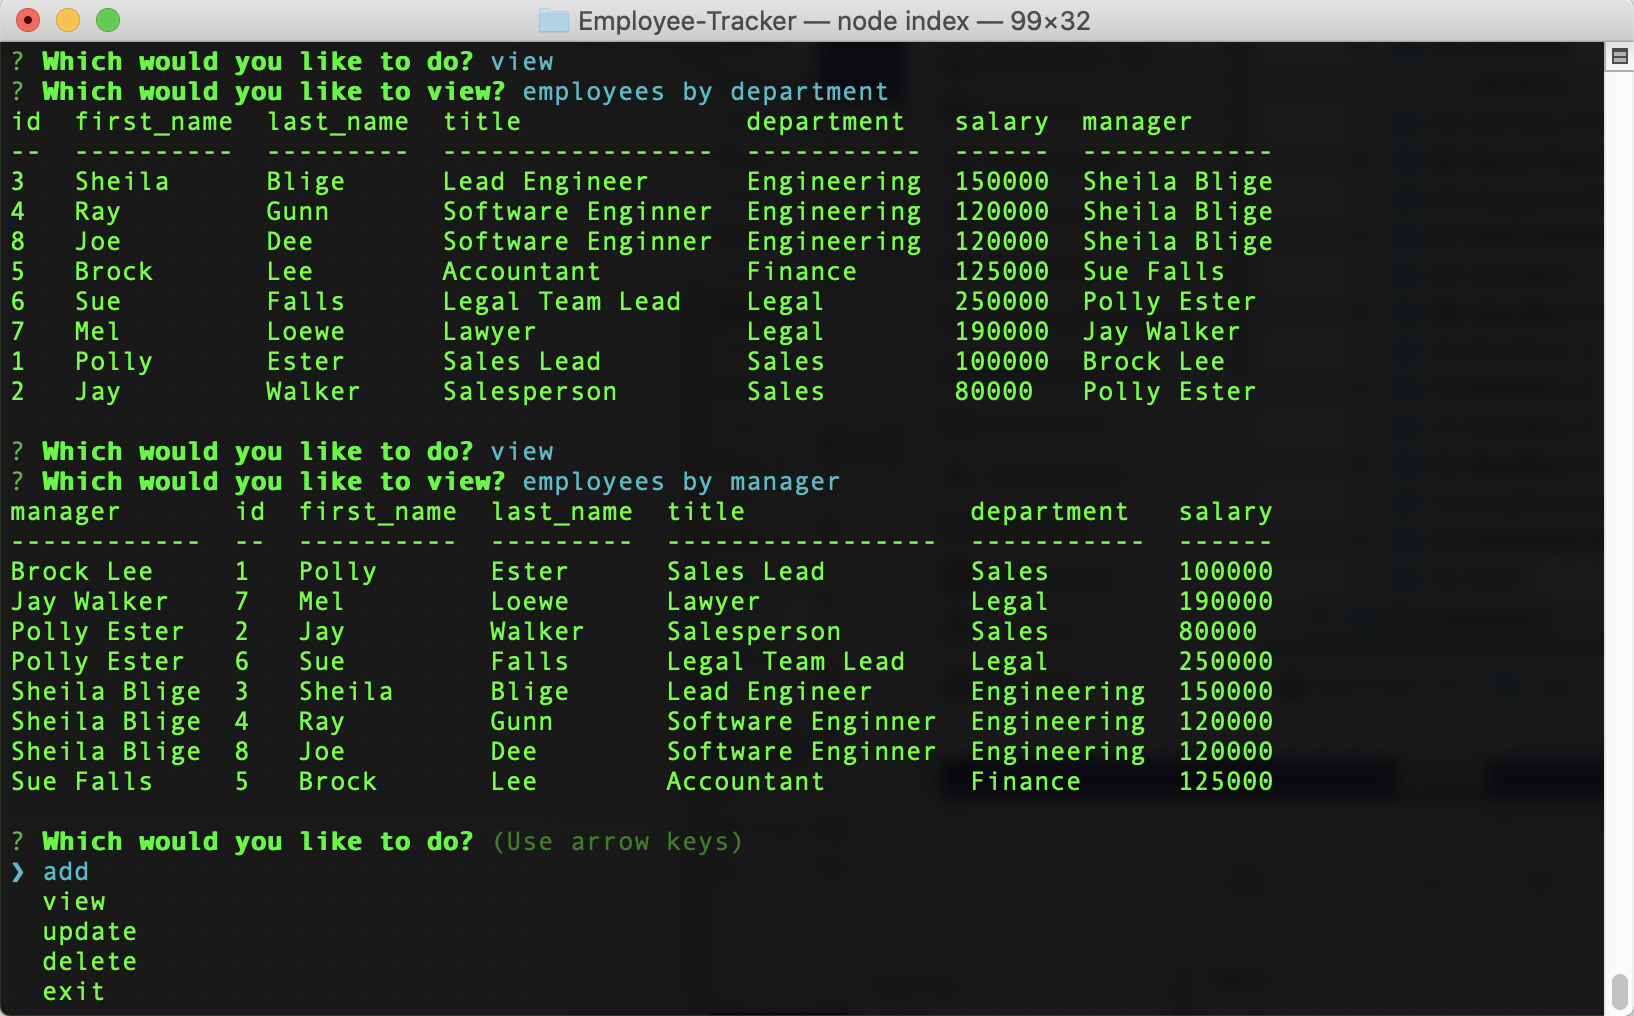 Employee-Tracker — node index — 99×32
? Which would you like to do? view
? Which would you like to view? employees by department
id  first_name  last_name  title              department   salary  manager
--  ----------  ---------  -----------------  -----------  ------  ------------
3   Sheila      Blige      Lead Engineer      Engineering  150000  Sheila Blige
4   Ray         Gunn       Software Enginner  Engineering  120000  Sheila Blige
8   Joe         Dee        Software Enginner  Engineering  120000  Sheila Blige
5   Brock       Lee        Accountant         Finance      125000  Sue Falls
6   Sue         Falls      Legal Team Lead    Legal        250000  Polly Ester
7   Mel         Loewe      Lawyer             Legal        190000  Jay Walker
1   Polly       Ester      Sales Lead         Sales        100000  Brock Lee
2   Jay         Walker     Salesperson        Sales        80000   Polly Ester
? Which would you like to do? view
? Which would you like to view? employees by manager
manager       id  first_name  last_name  title              department   salary
------------  --  ----------  ---------  -----------------  -----------  ------
Brock Lee     1   Polly       Ester      Sales Lead         Sales        100000
Jay Walker    7   Mel         Loewe      Lawyer             Legal        190000
Polly Ester   2   Jay         Walker     Salesperson        Sales        80000
Polly Ester   6   Sue         Falls      Legal Team Lead    Legal        250000
Sheila Blige  3   Sheila      Blige      Lead Engineer      Engineering  150000
Sheila Blige  4   Ray         Gunn       Software Enginner  Engineering  120000
Sheila Blige  8   Joe         Dee        Software Enginner  Engineering  120000
Sue Falls     5   Brock       Lee        Accountant         Finance      125000
? Which would you like to do? (Use arrow keys)
❯ add
  view
  update
  delete
  exit